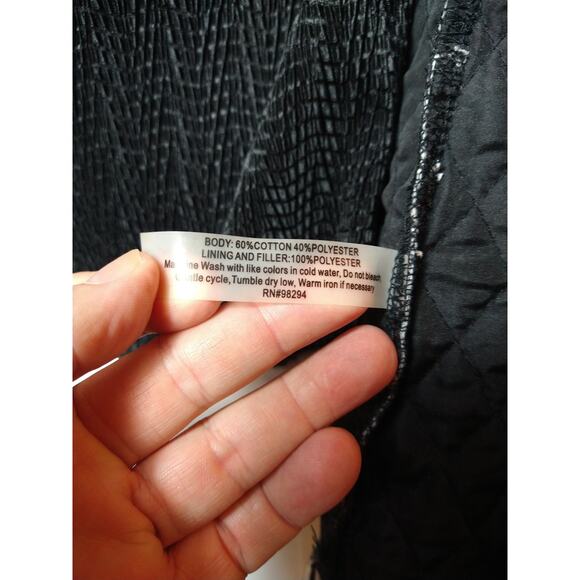 BODY: 60%COTTON 40%POLYESTER
LINING AND FILLER:100%POLYESTER
Wash with like colors in cold water, Do not bleach,
cycle,Tumble dry low, Warm iron if necessary
RN#98294